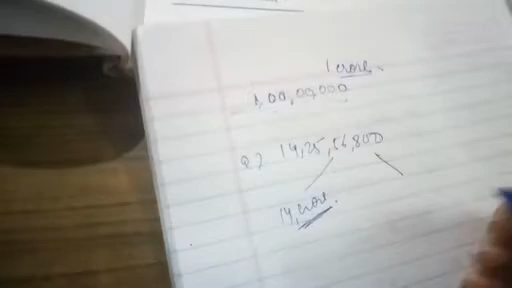 1 crore.
1,00,00,000
Q2) 14,25,56,800
14, crore.